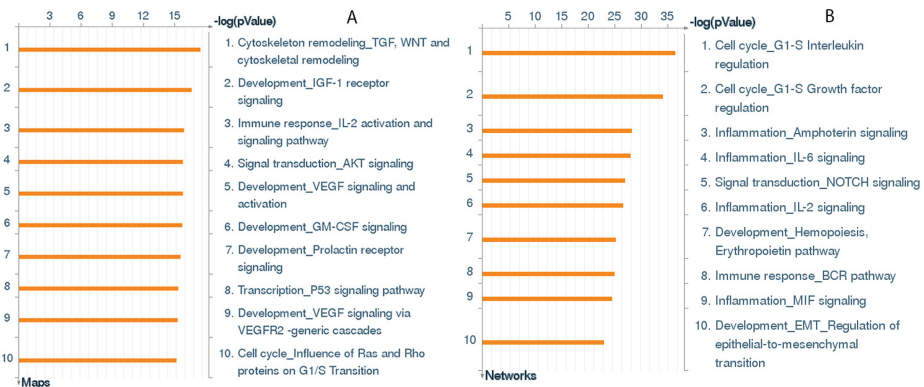 3 6 9 12 15 -log(pValue) A
1
2
3
4
5
6
7
8
9
10
Maps
1. Cytoskeleton remodeling_TGF, WNT and
cytoskeletal remodeling
2. Development_IGF-1 receptor
signaling
3. Immune response_IL-2 activation and
signaling pathway
4. Signal transduction_AKT signaling
5. Development_VEGF signaling and
activation
6. Development_GM-CSF signaling
7. Development_Prolactin receptor
signaling
8. Transcription_P53 signaling pathway
9. Development_VEGF signaling via
VEGFR2 -generic cascades
10. Cell cycle_Influence of Ras and Rho
proteins on G1/S Transition
5 10 15 20 25 30 35 -log(pValue) B
1
2
3
4
5
6
7
8
9
10
Networks
1. Cell cycle_G1-S Interleukin
regulation
2. Cell cycle_G1-S Growth factor
regulation
3. Inflammation_Amphoterin signaling
4. Inflammation_IL-6 signaling
5. Signal transduction_NOTCH signaling
6. Inflammation_IL-2 signaling
7. Development_Hemopoiesis,
Erythropoietin pathway
8. Immune response_BCR pathway
9. Inflammation_MIF signaling
10. Development_EMT_Regulation of
epithelial-to-mesenchymal
transition